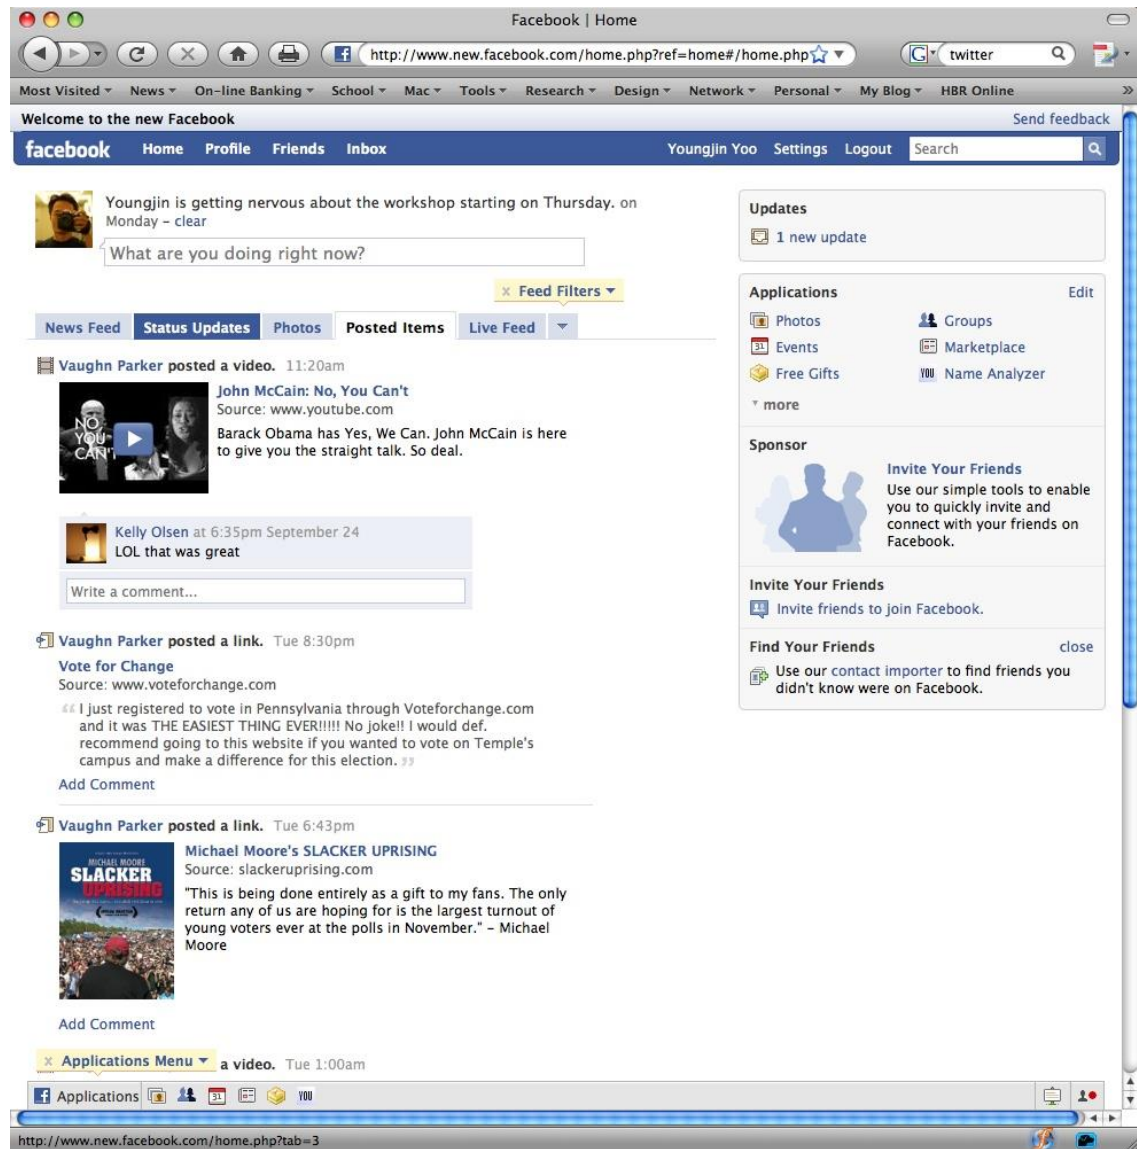 Facebook | Home
http://www.new.facebook.com/home.php?ref=home#/home.php
twitter
Most Visited News On-line Banking School Mac Tools Research Design Network Personal My Blog HBR Online
Welcome to the new Facebook Send feedback
facebook Home Profile Friends Inbox Youngjin Yoo Settings Logout Search
Youngjin is getting nervous about the workshop starting on Thursday. on
Monday – clear
What are you doing right now?
× Feed Filters
News Feed Status Updates Photos Posted Items Live Feed
Vaughn Parker posted a video. 11:20am
NO
YOU
CAN'T
John McCain: No, You Can't
Source: www.youtube.com
Barack Obama has Yes, We Can. John McCain is here
to give you the straight talk. So deal.
Kelly Olsen at 6:35pm September 24
LOL that was great
Write a comment...
Vaughn Parker posted a link. Tue 8:30pm
Vote for Change
Source: www.voteforchange.com
“ I just registered to vote in Pennsylvania through Voteforchange.com
and it was THE EASIEST THING EVER!!!!! No joke!! I would def.
recommend going to this website if you wanted to vote on Temple's
campus and make a difference for this election. ”
Add Comment
Vaughn Parker posted a link. Tue 6:43pm
MICHAEL MOORE
SLACKER
UPRISING
Michael Moore's SLACKER UPRISING
Source: slackeruprising.com
"This is being done entirely as a gift to my fans. The only
return any of us are hoping for is the largest turnout of
young voters ever at the polls in November." – Michael
Moore
Add Comment
× Applications Menu a video. Tue 1:00am
Updates
1 new update
Applications Edit
Photos Groups
31 Events Marketplace
Free Gifts YOU Name Analyzer
more
Sponsor
Invite Your Friends
Use our simple tools to enable
you to quickly invite and
connect with your friends on
Facebook.
Invite Your Friends
Invite friends to join Facebook.
Find Your Friends close
Use our contact importer to find friends you
didn't know were on Facebook.
Applications 31 YOU 1
http://www.new.facebook.com/home.php?tab=3